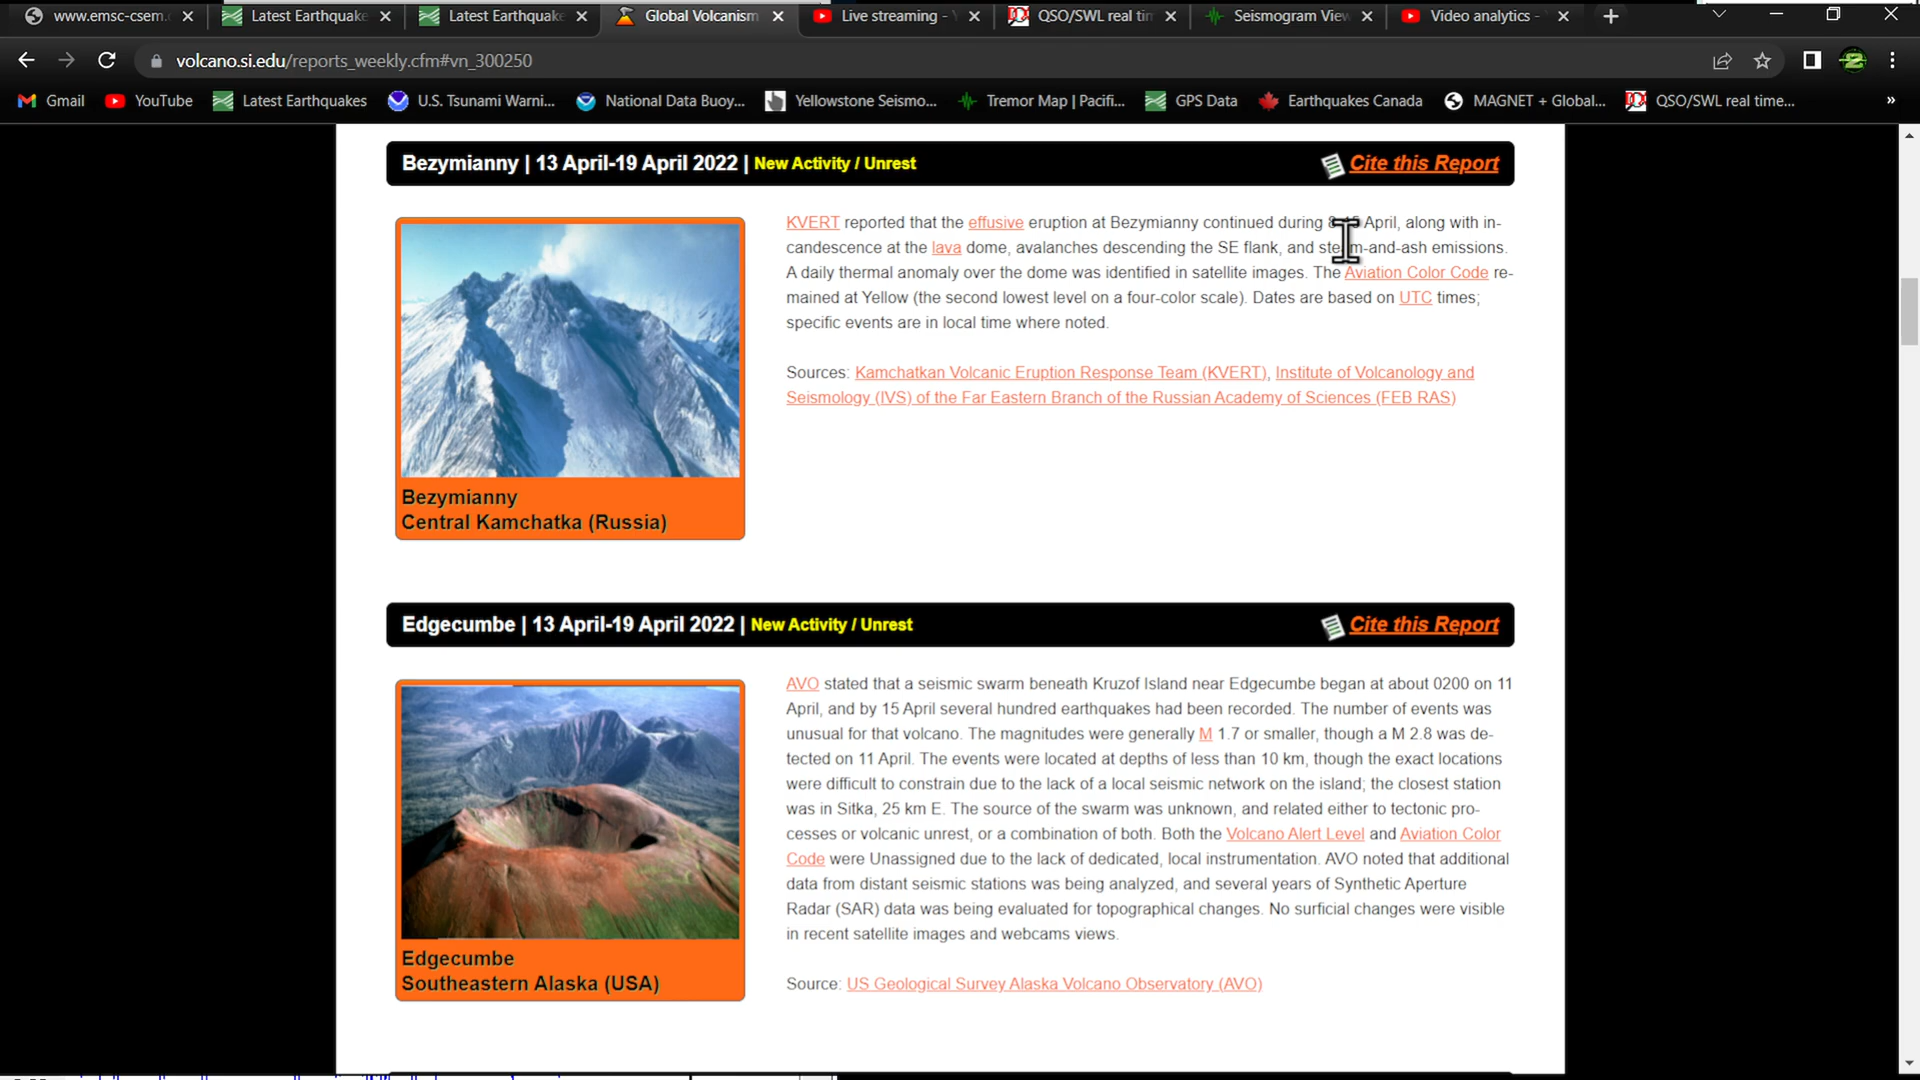 www.emsc-csem.
Latest Earthquake
Latest Earthquake
Global Volcanism
Live streaming -
QSO/SWL real tim
Seismogram View
Video analytics -
volcano.si.edu/reports_weekly.cfm#vn_300250
Gmail
YouTube
Latest Earthquakes
U.S. Tsunami Warni...
National Data Buoy...
Yellowstone Seismo...
Tremor Map | Pacifi...
GPS Data
Earthquakes Canada
MAGNET + Global...
QSO/SWL real time...
»
Bezymianny | 13 April-19 April 2022 | New Activity / Unrest
Cite this Report
KVERT reported that the effusive eruption at Bezymianny continued during April, along with in-
candescence at the lava dome, avalanches descending the SE flank, and steam-and-ash emissions.
A daily thermal anomaly over the dome was identified in satellite images. The Aviation Color Code re-
mained at Yellow (the second lowest level on a four-color scale). Dates are based on UTC times;
specific events are in local time where noted.
Sources: Kamchatkan Volcanic Eruption Response Team (KVERT), Institute of Volcanology and
Seismology (IVS) of the Far Eastern Branch of the Russian Academy of Sciences (FEB RAS)
Bezymianny
Central Kamchatka (Russia)
Edgecumbe | 13 April-19 April 2022 | New Activity / Unrest
Cite this Report
AVO stated that a seismic swarm beneath Kruzof Island near Edgecumbe began at about 0200 on 11
April, and by 15 April several hundred earthquakes had been recorded. The number of events was
unusual for that volcano. The magnitudes were generally M 1.7 or smaller, though a M 2.8 was de-
tected on 11 April. The events were located at depths of less than 10 km, though the exact locations
were difficult to constrain due to the lack of a local seismic network on the island; the closest station
was in Sitka, 25 km E. The source of the swarm was unknown, and related either to tectonic pro-
cesses or volcanic unrest, or a combination of both. Both the Volcano Alert Level and Aviation Color
Code were Unassigned due to the lack of dedicated, local instrumentation. AVO noted that additional
data from distant seismic stations was being analyzed, and several years of Synthetic Aperture
Radar (SAR) data was being evaluated for topographical changes. No surficial changes were visible
in recent satellite images and webcams views.
Source: US Geological Survey Alaska Volcano Observatory (AVO)
Edgecumbe
Southeastern Alaska (USA)